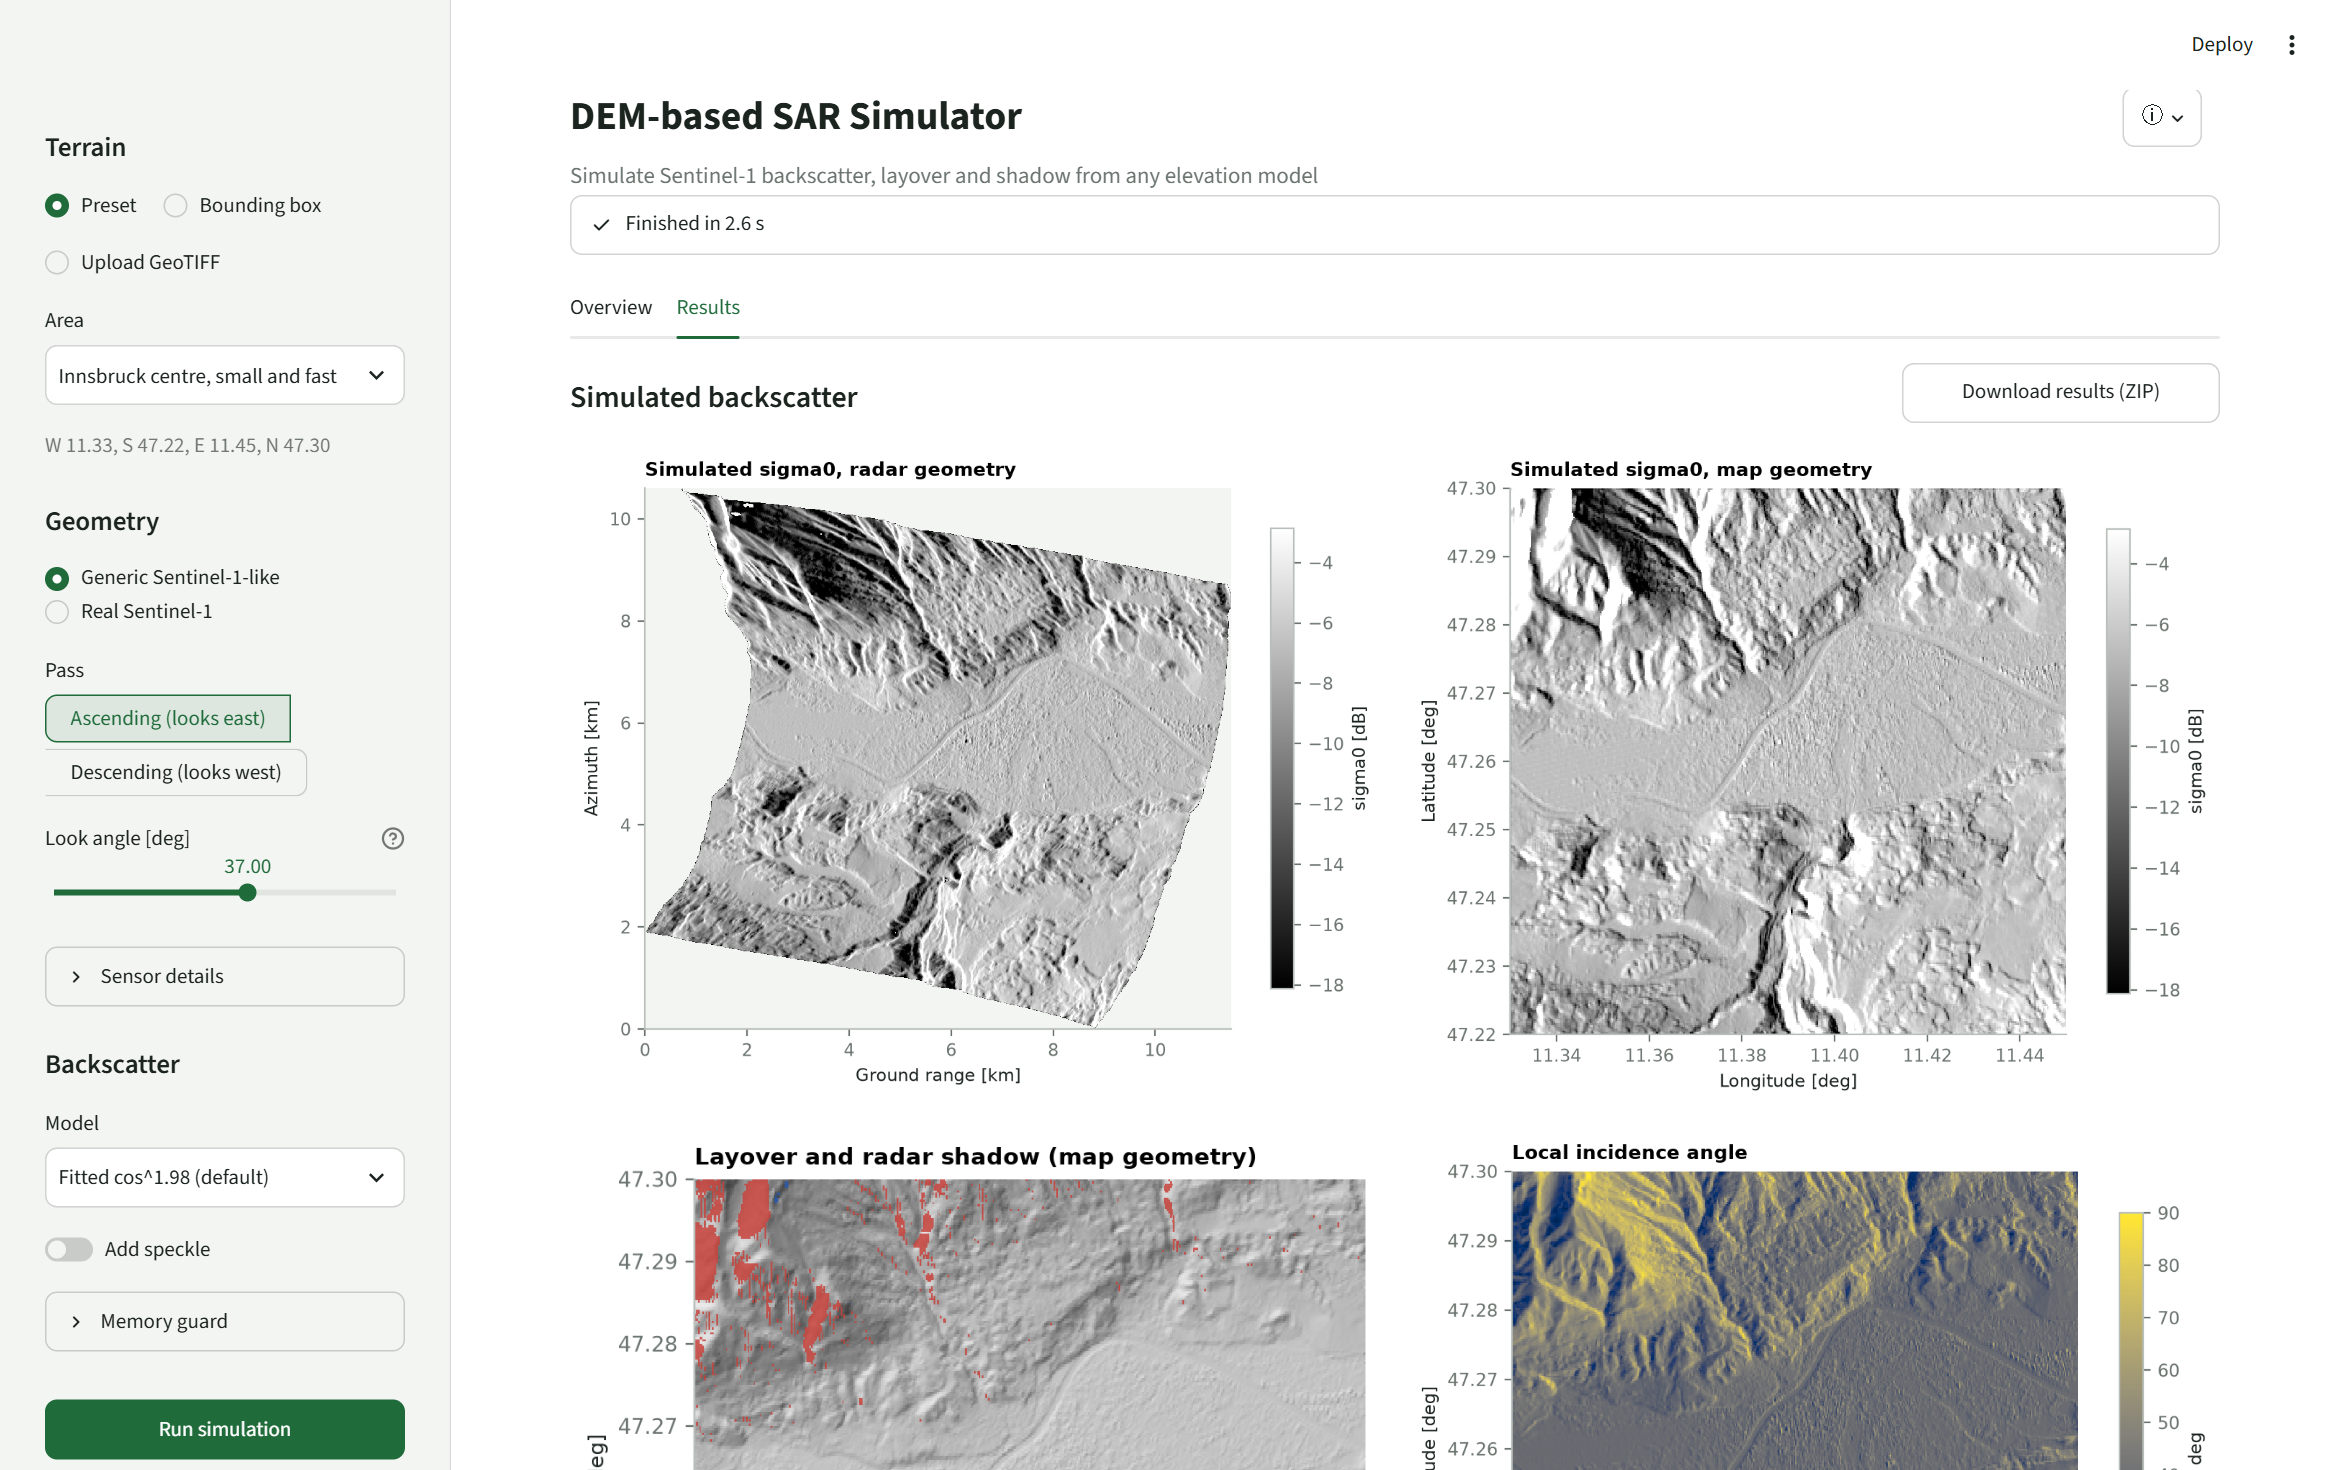 Deploy
Terrain
Preset
Bounding box
Upload GeoTIFF
Area
Innsbruck centre, small and fast
W 11.33, S 47.22, E 11.45, N 47.30
Geometry
Generic Sentinel-1-like
Real Sentinel-1
Pass
Ascending (looks east)
Descending (looks west)
Look angle [deg]
37.00
Sensor details
Backscatter
Model
Fitted cos^1.98 (default)
Add speckle
Memory guard
Run simulation
DEM-based SAR Simulator
Simulate Sentinel-1 backscatter, layover and shadow from any elevation model
Finished in 2.6 s
Overview Results
Simulated backscatter
Download results (ZIP)
Simulated sigma0, radar geometry
10
8
6
4
2
0
Azimuth [km]
0 2 4 6 8 10
Ground range [km]
−4
−6
−8
−10
−12
−14
−16
−18
sigma0 [dB]
Simulated sigma0, map geometry
47.30
47.29
47.28
47.27
47.26
47.25
47.24
47.23
47.22
Latitude [deg]
11.34 11.36 11.38 11.40 11.42 11.44
Longitude [deg]
−4
−6
−8
−10
−12
−14
−16
−18
sigma0 [dB]
Layover and radar shadow (map geometry)
47.30
47.29
47.28
47.27
eg]
Local incidence angle
47.30
47.29
47.28
47.27
47.26
ude [deg]
90
80
70
60
50
deg